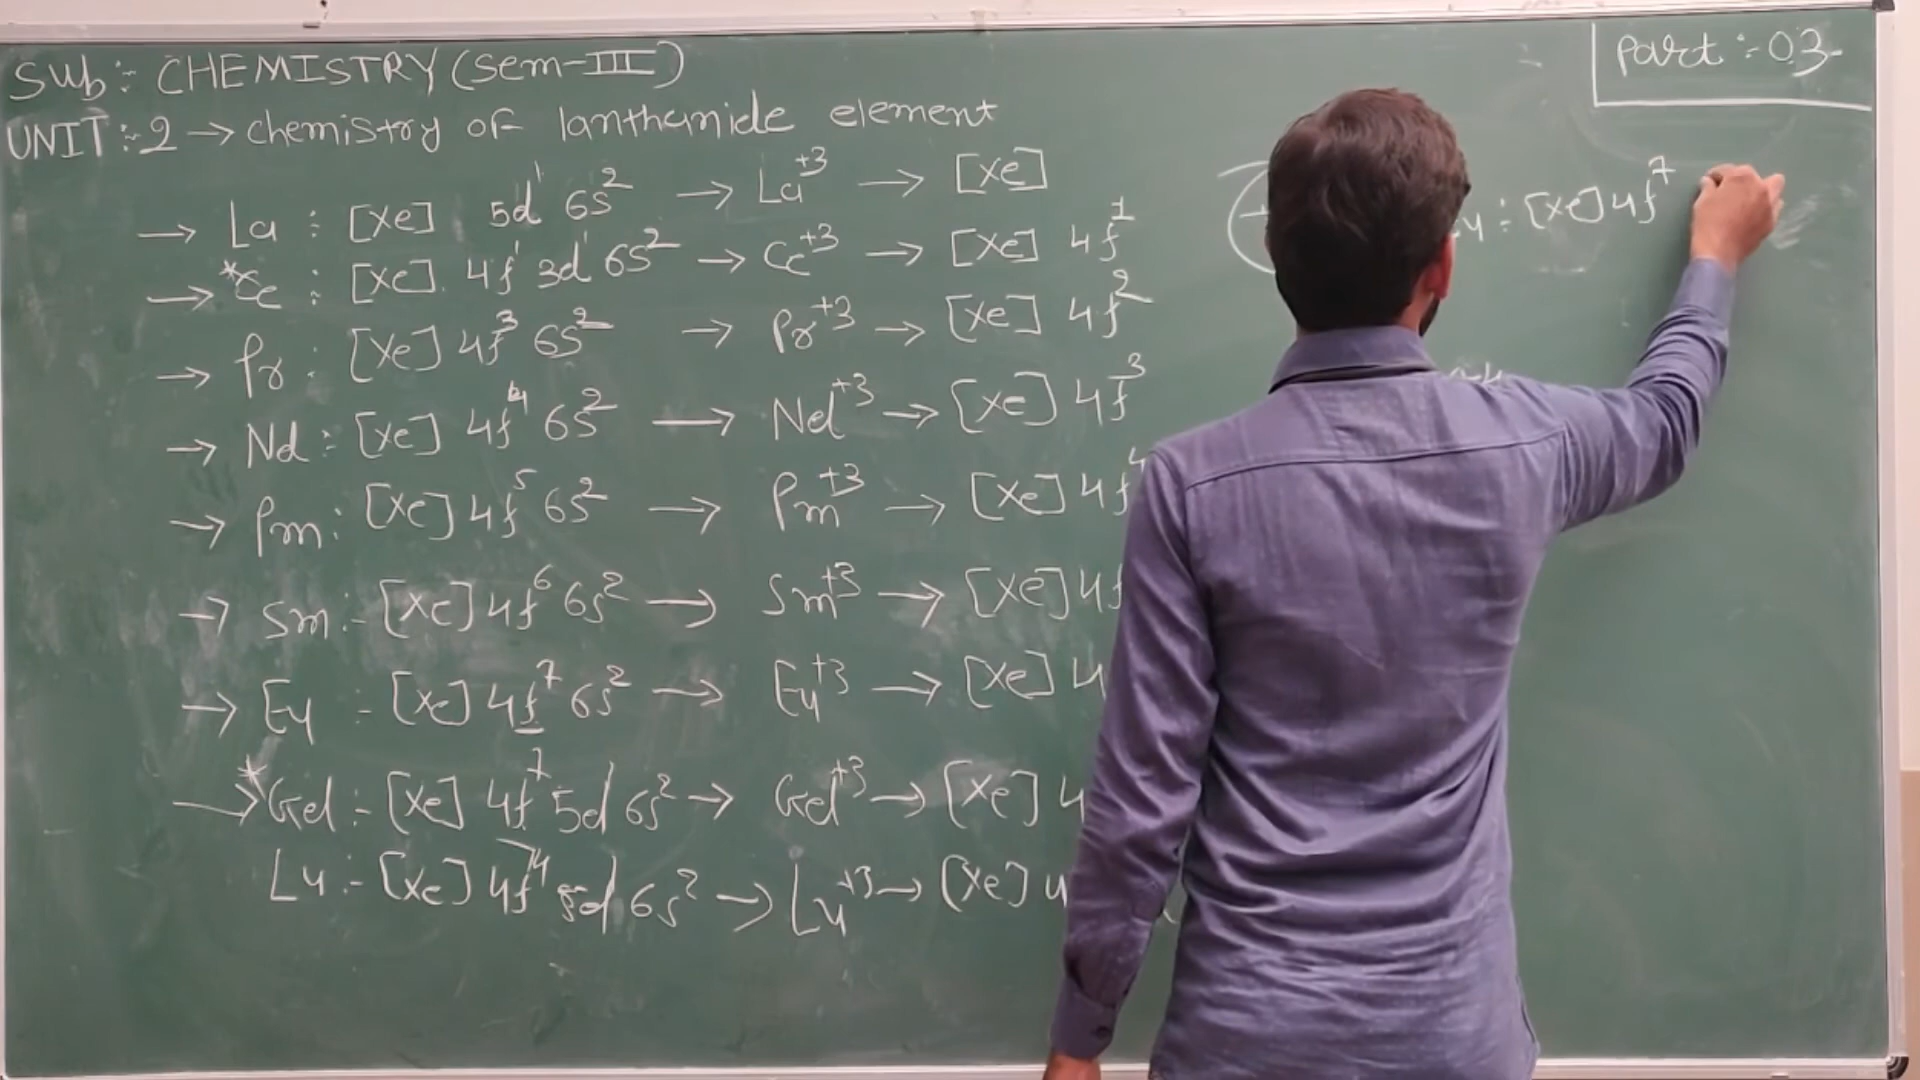 Sub:- CHEMISTRY (Sem-III)
Part:-03
UNIT:-2 → Chemistry of lanthanide element
→ La : [Xe] 5d¹ 6s² → La⁺³ → [Xe]
→ *Ce : [Xe] 4f¹ 3d¹ 6s² → Ce⁺³ → [Xe] 4f¹
→ Pr : [Xe] 4f³ 6s² → Pr⁺³ → [Xe] 4f²
→ Nd : [Xe] 4f⁴ 6s² → Nd⁺³ → [Xe] 4f³
→ Pm : [Xe] 4f⁵ 6s² → Pm⁺³ → [Xe] 4f⁴
→ Sm :- [Xe] 4f⁶ 6s² → Sm⁺³ → [Xe] 4f
→ Eu :- [Xe] 4f⁷ 6s² → Eu⁺³ → [Xe] 4
→ *Gd :- [Xe] 4f⁷ 5d¹ 6s² → Gd⁺³ → [Xe] 4
Lu :- [Xe] 4f¹⁴ 5d¹ 6s² → Lu⁺³ → [Xe] 4
: [Xe] 4f⁷